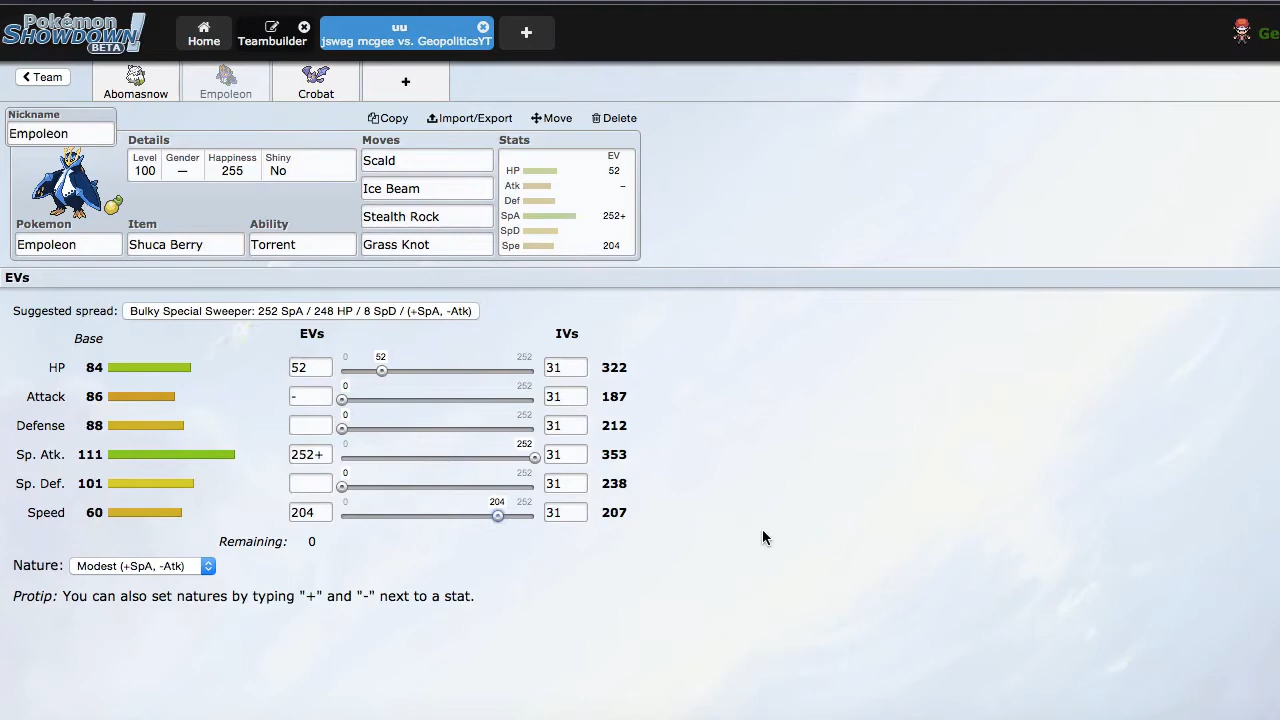 Pokémon
SHOWDOWN!
BETA
Home
Teambuilder
uu
jswag mcgee vs. GeopoliticsYT
+
Ge
Team
Abomasnow
Empoleon
Crobat
+
Nickname
Empoleon
Copy
Import/Export
Move
Delete
Details
Level
100
Gender
—
Happiness
255
Shiny
No
Pokemon
Empoleon
Item
Shuca Berry
Ability
Torrent
Moves
Scald
Ice Beam
Stealth Rock
Grass Knot
Stats
EV
HP 52
Atk –
Def
SpA 252+
SpD
Spe 204
EVs
Suggested spread: Bulky Special Sweeper: 252 SpA / 248 HP / 8 SpD / (+SpA, -Atk)
Base EVs IVs
HP 84 52 0 52 252 31 322
Attack 86 - 0 252 31 187
Defense 88 0 252 31 212
Sp. Atk. 111 252+ 0 252 31 353
Sp. Def. 101 0 252 31 238
Speed 60 204 0 204 252 31 207
Remaining: 0
Nature: Modest (+SpA, -Atk)
Protip: You can also set natures by typing "+" and "-" next to a stat.